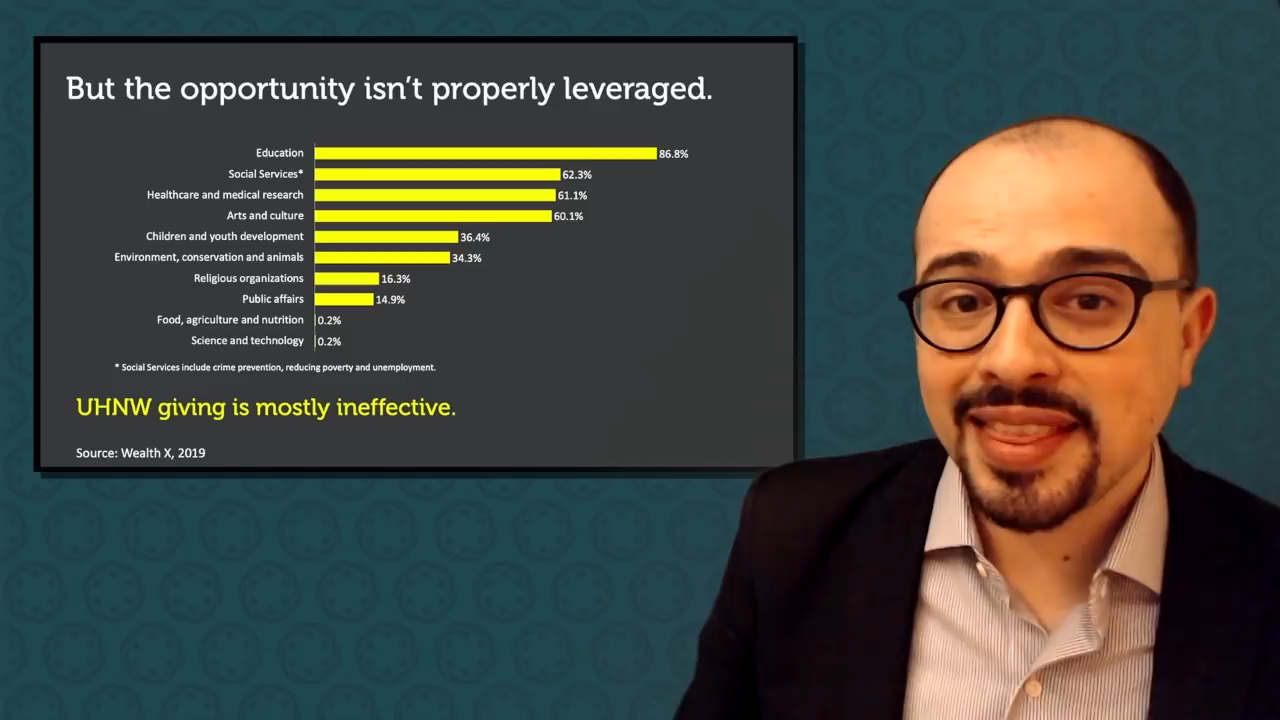 But the opportunity isn't properly leveraged.
Education 86.8%
Social Services* 62.3%
Healthcare and medical research 61.1%
Arts and culture 60.1%
Children and youth development 36.4%
Environment, conservation and animals 34.3%
Religious organizations 16.3%
Public affairs 14.9%
Food, agriculture and nutrition 0.2%
Science and technology 0.2%
* Social Services include crime prevention, reducing poverty and unemployment.
UHNW giving is mostly ineffective.
Source: Wealth X, 2019